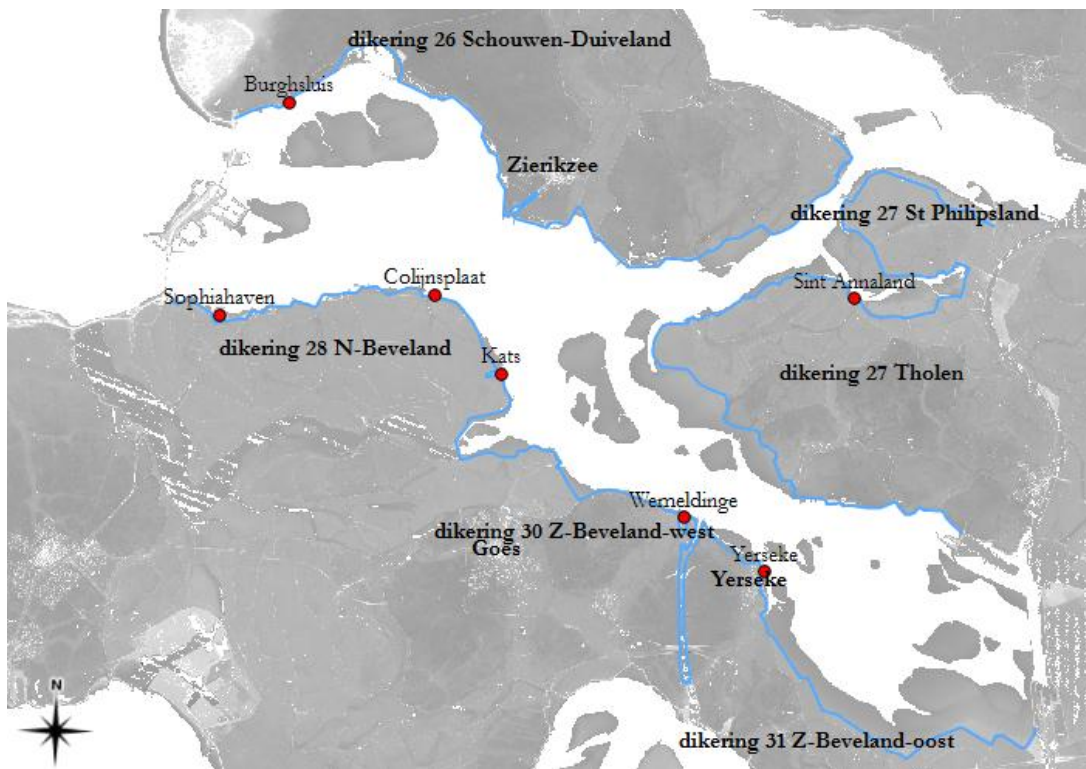 dikering 26 Schouwen-Duiveland
Burghsluis
Zierikzee
dikering 27 St Philipsland
Colijnsplaat
Sint Annaland
Sophiahaven
dikering 28 N-Beveland
Kats
dikering 27 Tholen
Wemeldinge
dikering 30 Z-Beveland-west
Goes
Yerseke
Yerseke
N
dikering 31 Z-Beveland-oost